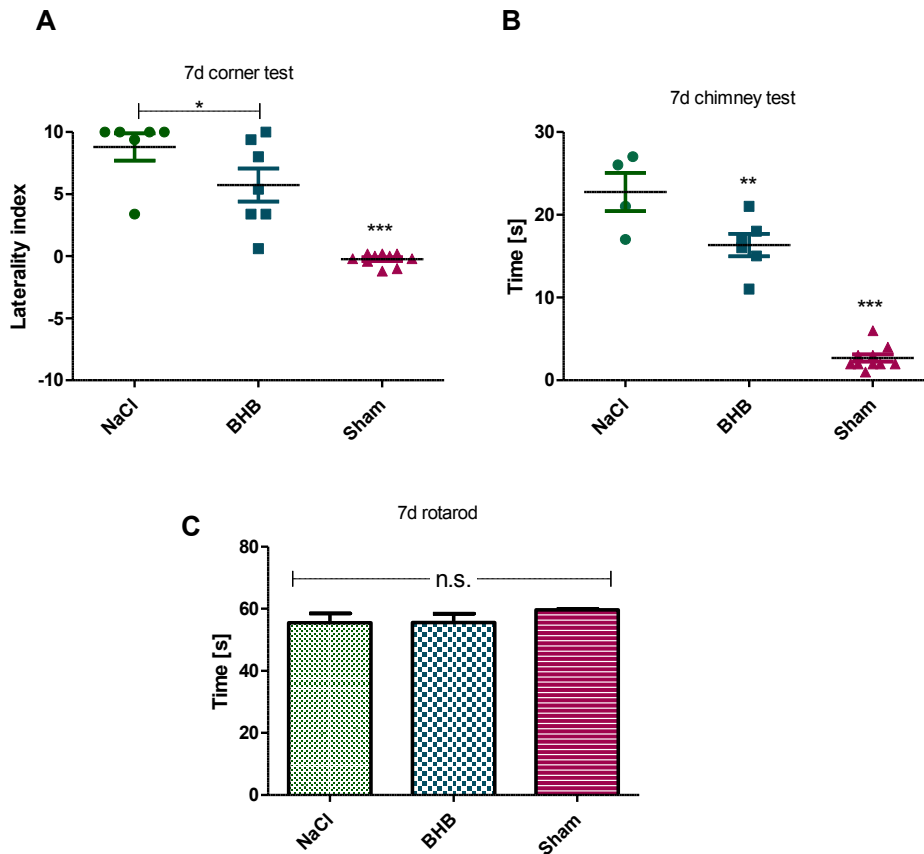 A
7d corner test
*
***
Laterality index
10
5
0
-5
-10
NaCl
BHB
Sham
B
7d chimney test
**
***
Time [s]
30
20
10
0
NaCl
BHB
Sham
C
7d rotarod
n.s.
Time [s]
80
60
40
20
0
NaCl
BHB
Sham